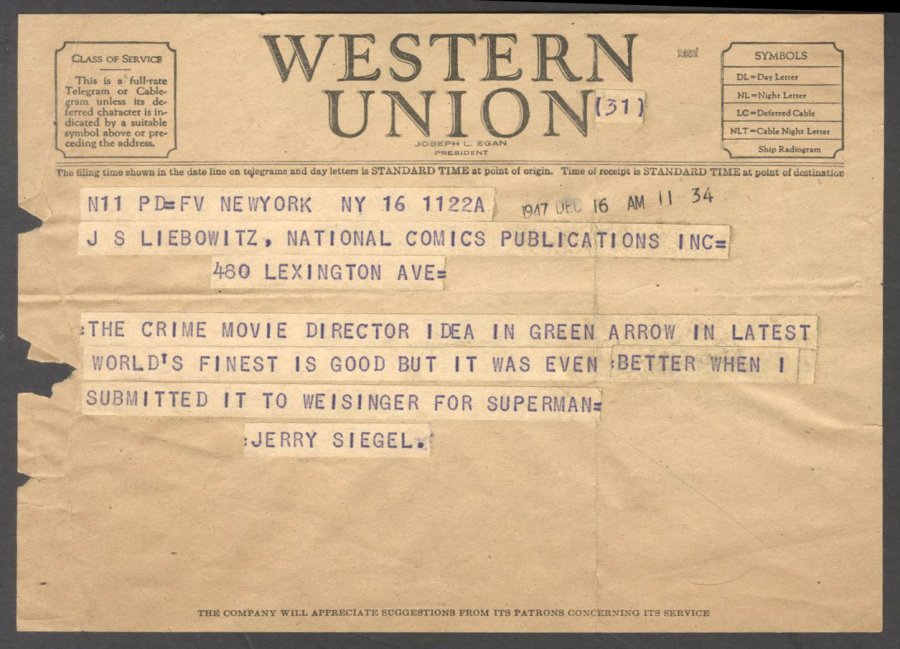 CLASS OF SERVICE
This is a full-rate
Telegram or Cable-
gram unless its de-
ferred character is in-
dicated by a suitable
symbol above or pre-
ceding the address.
WESTERN
UNION
(31)
JOSEPH L. EGAN
PRESIDENT
SYMBOLS
DL=Day Letter
NL=Night Letter
LC=Deferred Cable
NLT=Cable Night Letter
Ship Radiogram
The filing time shown in the date line on telegrams and day letters is STANDARD TIME at point of origin. Time of receipt is STANDARD TIME at point of destination
N11 PD=FV NEWYORK NY 16 1122A
1947 DEC 16 AM 11 34
J S LIEBOWITZ, NATIONAL COMICS PUBLICATIONS INC=
480 LEXINGTON AVE=
:THE CRIME MOVIE DIRECTOR IDEA IN GREEN ARROW IN LATEST
WORLD'S FINEST IS GOOD BUT IT WAS EVEN :BETTER WHEN I
SUBMITTED IT TO WEISINGER FOR SUPERMAN=
:JERRY SIEGEL.
THE COMPANY WILL APPRECIATE SUGGESTIONS FROM ITS PATRONS CONCERNING ITS SERVICE